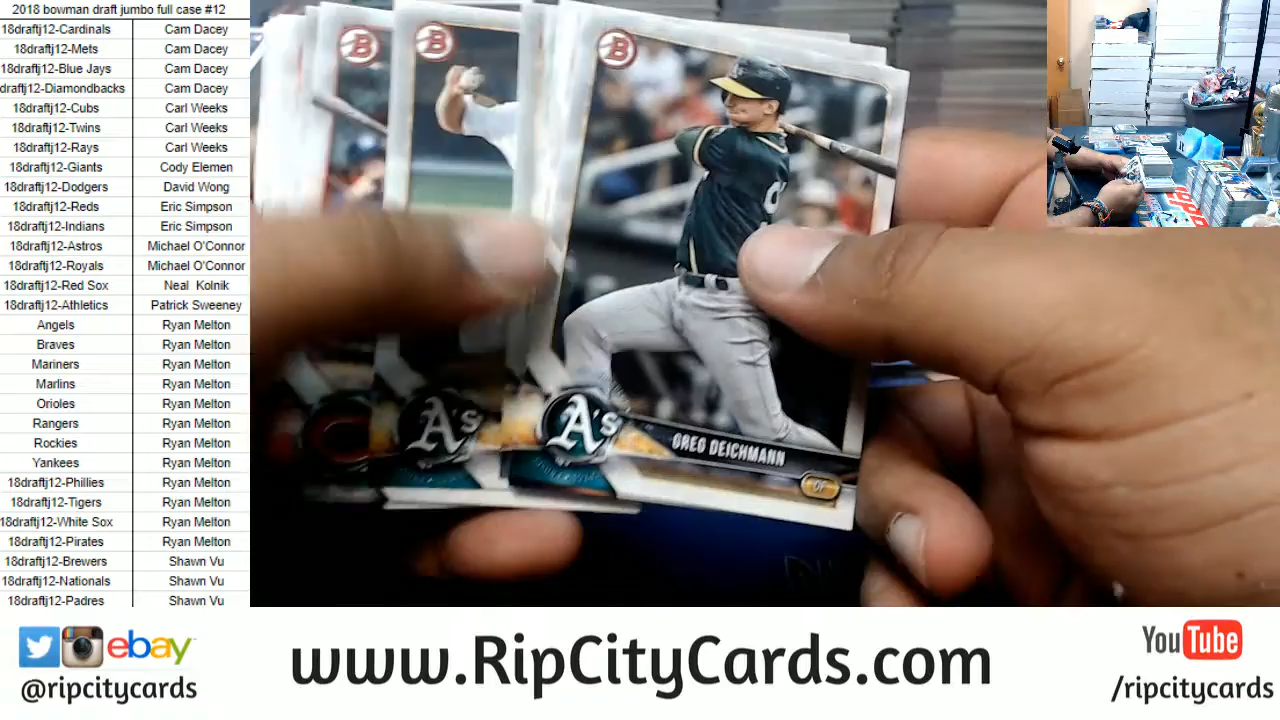 2018 bowman draft jumbo full case #12
18draftj12-Cardinals Cam Dacey
18draftj12-Mets Cam Dacey
18draftj12-Blue Jays Cam Dacey
draftj12-Diamondbacks Cam Dacey
18draftj12-Cubs Carl Weeks
18draftj12-Twins Carl Weeks
18draftj12-Rays Carl Weeks
18draftj12-Giants Cody Elemen
18draftj12-Dodgers David Wong
18draftj12-Reds Eric Simpson
18draftj12-Indians Eric Simpson
18draftj12-Astros Michael O'Connor
18draftj12-Royals Michael O'Connor
18draftj12-Red Sox Neal Kolnik
18draftj12-Athletics Patrick Sweeney
Angels Ryan Melton
Braves Ryan Melton
Mariners Ryan Melton
Marlins Ryan Melton
Orioles Ryan Melton
Rangers Ryan Melton
Rockies Ryan Melton
Yankees Ryan Melton
18draftj12-Phillies Ryan Melton
18draftj12-Tigers Ryan Melton
18draftj12-White Sox Ryan Melton
18draftj12-Pirates Ryan Melton
18draftj12-Brewers Shawn Vu
18draftj12-Nationals Shawn Vu
18draftj12-Padres Shawn Vu
B
B
B
A's
A's
GREG DEICHMANN
OF
ebay
@ripcitycards
www.RipCityCards.com
YouTube
/ripcitycards